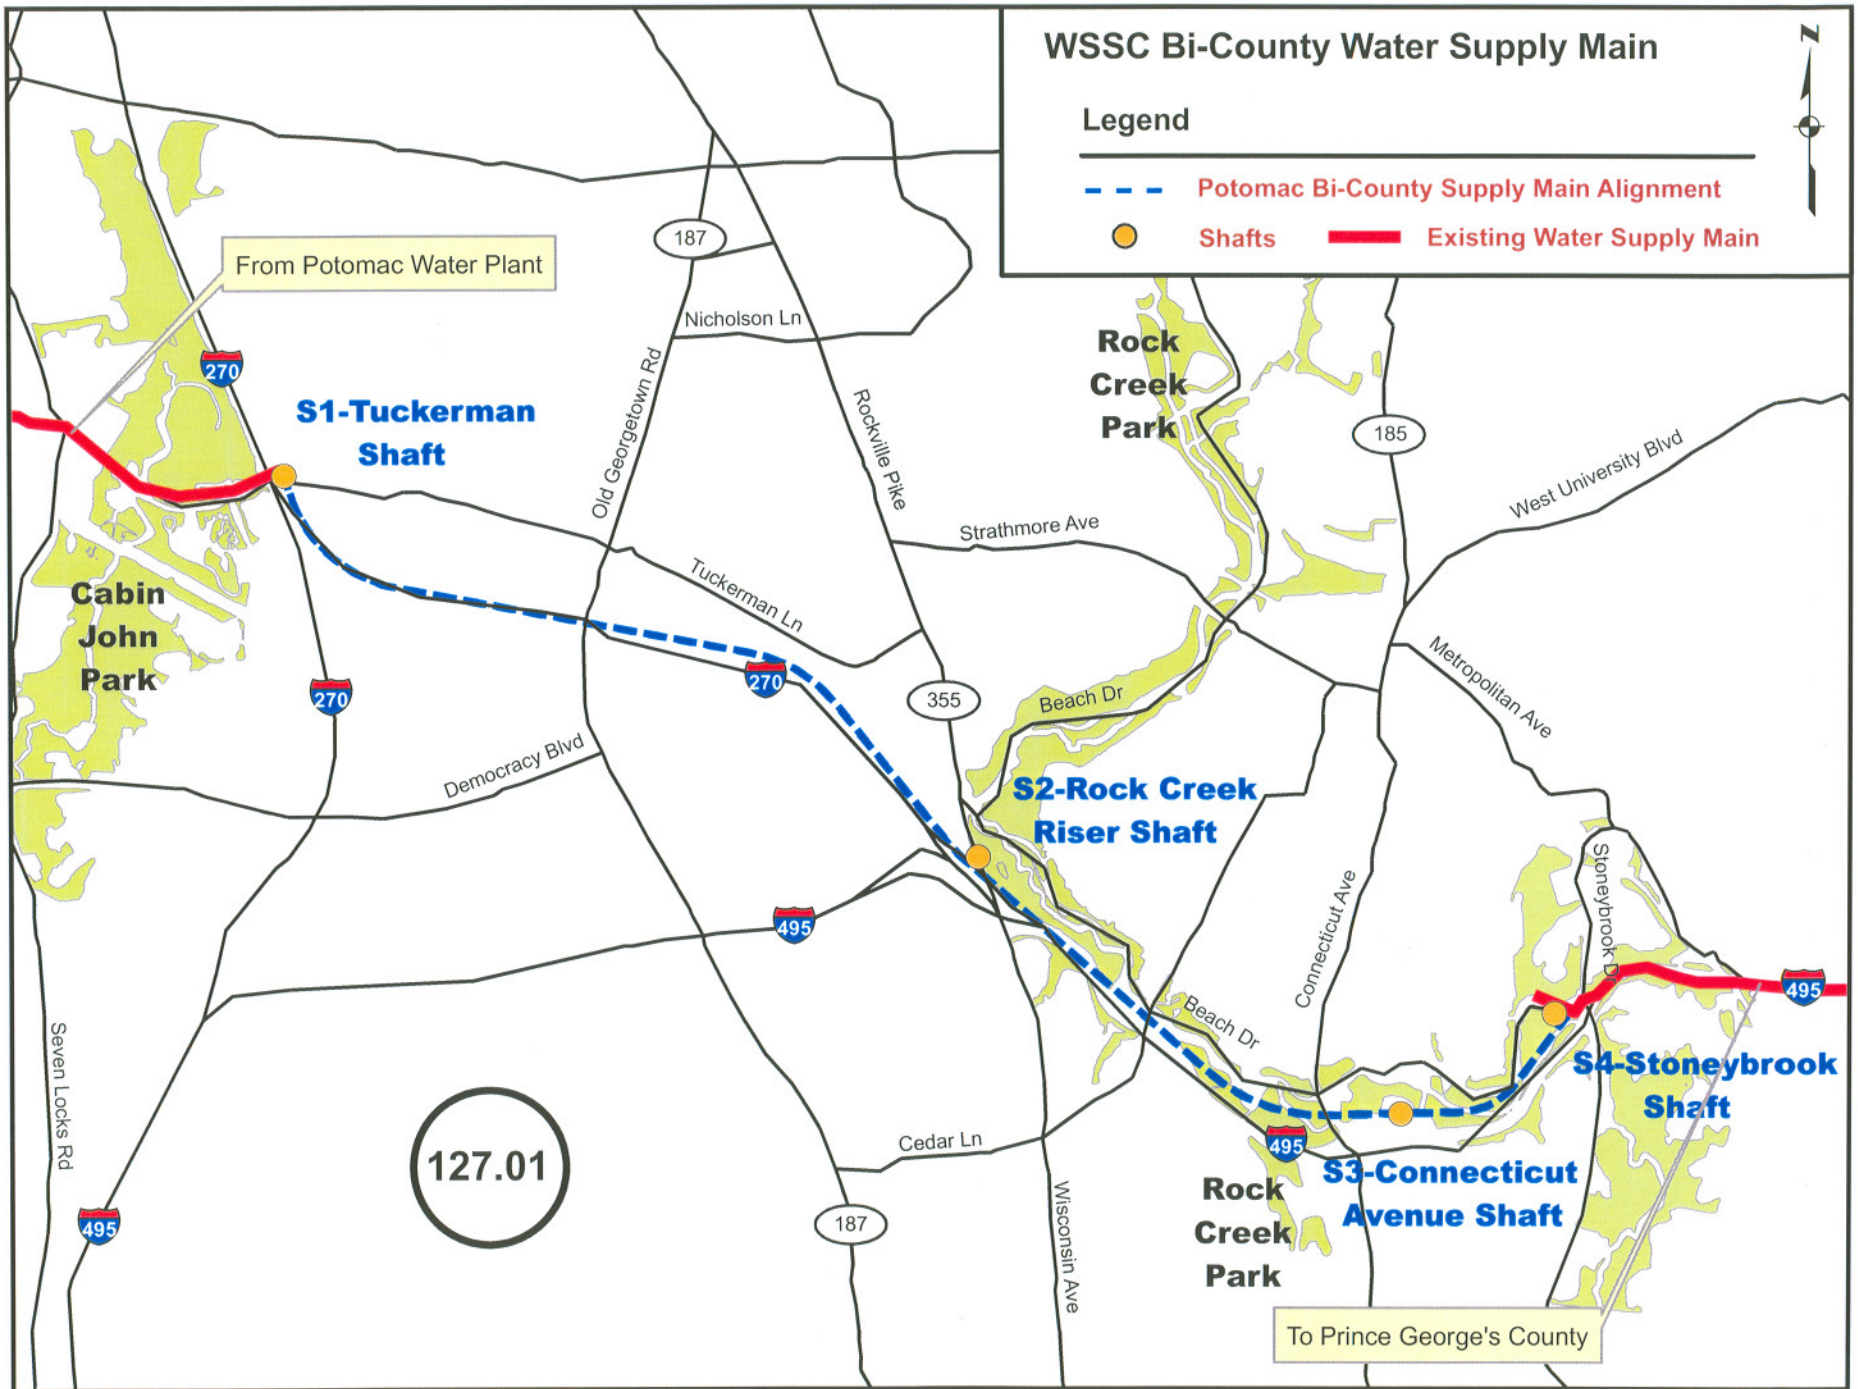 WSSC Bi-County Water Supply Main
N
Legend
Potomac Bi-County Supply Main Alignment
Shafts
Existing Water Supply Main
187
From Potomac Water Plant
Nicholson Ln
270
S1-Tuckerman
Shaft
Old Georgetown Rd
Rockville Pike
Rock
Creek
Park
185
West University Blvd
Strathmore Ave
Tuckerman Ln
Cabin
John
Park
270
270
355
Beach Dr
Metropolitan Ave
Democracy Blvd
S2-Rock Creek
Riser Shaft
495
Connecticut Ave
Stoneybrook D
Beach Dr
495
S4-Stoneybrook
Shaft
Seven Locks Rd
127.01
Cedar Ln
495
S3-Connecticut
Avenue Shaft
Rock
Creek
Park
495
187
Wisconsin Ave
To Prince George's County